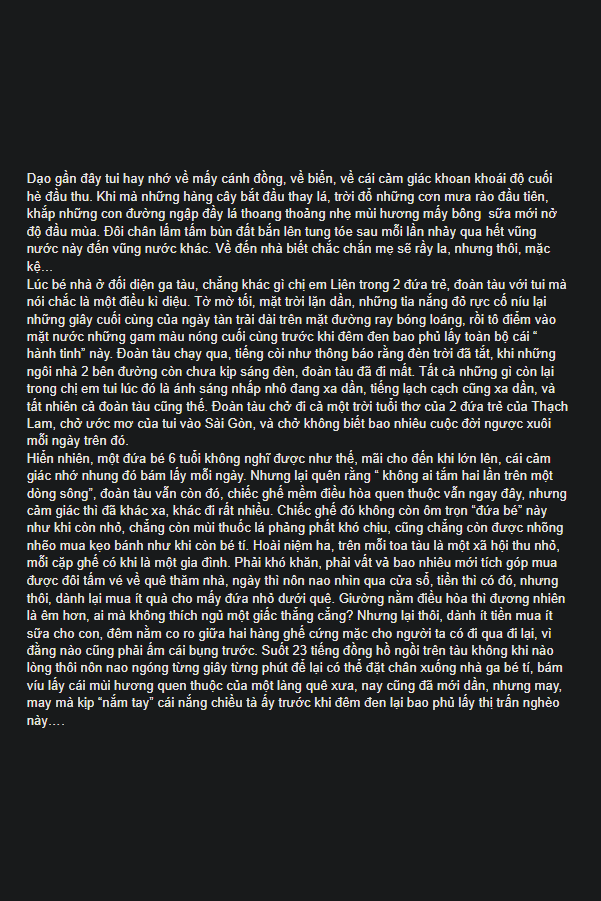 Dạo gần đây tui hay nhớ về mấy cánh đồng, về biển, về cái cảm giác khoan khoái độ cuối
hè đầu thu. Khi mà những hàng cây bắt đầu thay lá, trời đổ những cơn mưa rào đầu tiên,
khắp những con đường ngập đầy lá thoang thoảng nhẹ mùi hương mấy bông  sữa mới nở
độ đầu mùa. Đôi chân lấm tấm bùn đất bắn lên tung tóe sau mỗi lần nhảy qua hết vũng
nước này đến vũng nước khác. Về đến nhà biết chắc chắn mẹ sẽ rầy la, nhưng thôi, mặc
kệ…
Lúc bé nhà ở đối diện ga tàu, chẳng khác gì chị em Liên trong 2 đứa trẻ, đoàn tàu với tui mà
nói chắc là một điều kì diệu. Tờ mờ tối, mặt trời lặn dần, những tia nắng đỏ rực cố níu lại
những giây cuối cùng của ngày tàn trải dài trên mặt đường ray bóng loáng, rồi tô điểm vào
mặt nước những gam màu nóng cuối cùng trước khi đêm đen bao phủ lấy toàn bộ cái “
hành tinh” này. Đoàn tàu chạy qua, tiếng còi như thông báo rằng đèn trời đã tắt, khi những
ngôi nhà 2 bên đường còn chưa kịp sáng đèn, đoàn tàu đã đi mất. Tất cả những gì còn lại
trong chị em tui lúc đó là ánh sáng nhấp nhô đang xa dần, tiếng lạch cạch cũng xa dần, và
tất nhiên cả đoàn tàu cũng thế. Đoàn tàu chở đi cả một trời tuổi thơ của 2 đứa trẻ của Thạch
Lam, chở ước mơ của tui vào Sài Gòn, và chở không biết bao nhiêu cuộc đời ngược xuôi
mỗi ngày trên đó.
Hiển nhiên, một đứa bé 6 tuổi không nghĩ được như thế, mãi cho đến khi lớn lên, cái cảm
giác nhớ nhung đó bám lấy mỗi ngày. Nhưng lại quên rằng “ không ai tắm hai lần trên một
dòng sông”, đoàn tàu vẫn còn đó, chiếc ghế mềm điều hòa quen thuộc vẫn ngay đây, nhưng
cảm giác thì đã khác xa, khác đi rất nhiều. Chiếc ghế đó không còn ôm trọn “đứa bé” này
như khi còn nhỏ, chẳng còn mùi thuốc lá phảng phất khó chịu, cũng chẳng còn được nhõng
nhẽo mua kẹo bánh như khi còn bé tí. Hoài niệm ha, trên mỗi toa tàu là một xã hội thu nhỏ,
mỗi cặp ghế có khi là một gia đình. Phải khó khăn, phải vất vả bao nhiêu mới tích góp mua
được đôi tấm vé về quê thăm nhà, ngày thì nôn nao nhìn qua cửa sổ, tiền thì có đó, nhưng
thôi, dành lại mua ít quà cho mấy đứa nhỏ dưới quê. Giường nằm điều hòa thì đương nhiên
là êm hơn, ai mà không thích ngủ một giấc thẳng cẳng? Nhưng lại thôi, dành ít tiền mua ít
sữa cho con, đêm nằm co ro giữa hai hàng ghế cứng mặc cho người ta có đi qua đi lại, vì
đằng nào cũng phải ấm cái bụng trước. Suốt 23 tiếng đồng hồ ngồi trên tàu không khi nào
lòng thôi nôn nao ngóng từng giây từng phút để lại có thể đặt chân xuống nhà ga bé tí, bám
víu lấy cái mùi hương quen thuộc của một làng quê xưa, nay cũng đã mới dần, nhưng may,
may mà kịp “nắm tay” cái nắng chiều tà ấy trước khi đêm đen lại bao phủ lấy thị trấn nghèo
này….